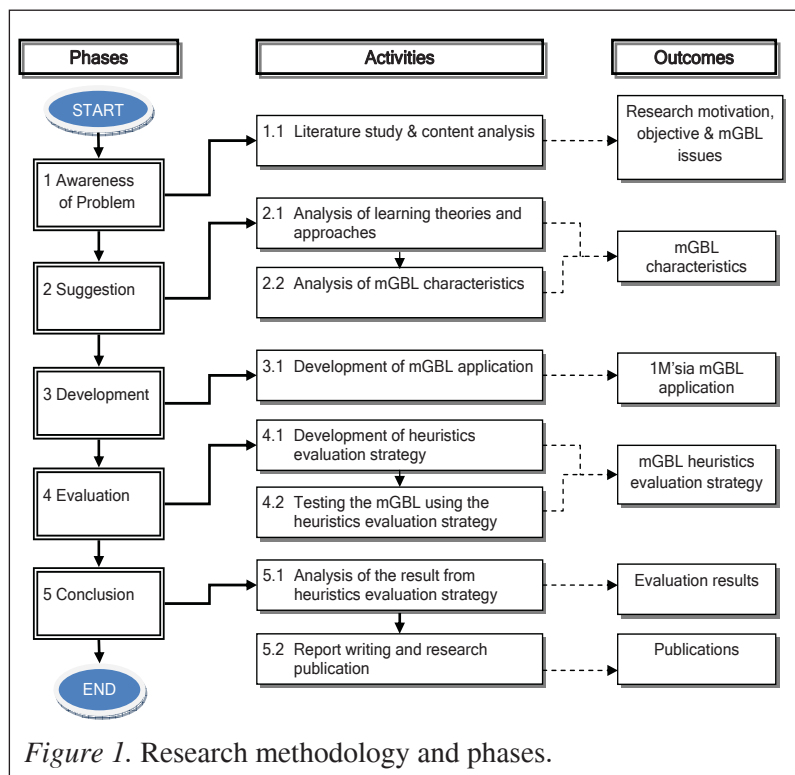 Phases
Activities
Outcomes
START
1.1 Literature study & content analysis
Research motivation,
objective & mGBL
issues
1 Awareness
of Problem
2.1 Analysis of learning theories and
approaches
mGBL
characteristics
2.2 Analysis of mGBL characteristics
2 Suggestion
3.1 Development of mGBL application
1M'sia mGBL
application
3 Development
4.1 Development of heuristics
evaluation strategy
mGBL heuristics
evaluation strategy
4 Evaluation
4.2 Testing the mGBL using the
heuristics evaluation strategy
5.1 Analysis of the result from
heuristics evaluation strategy
Evaluation results
5 Conclusion
5.2 Report writing and research
publication
Publications
END
Figure 1. Research methodology and phases.